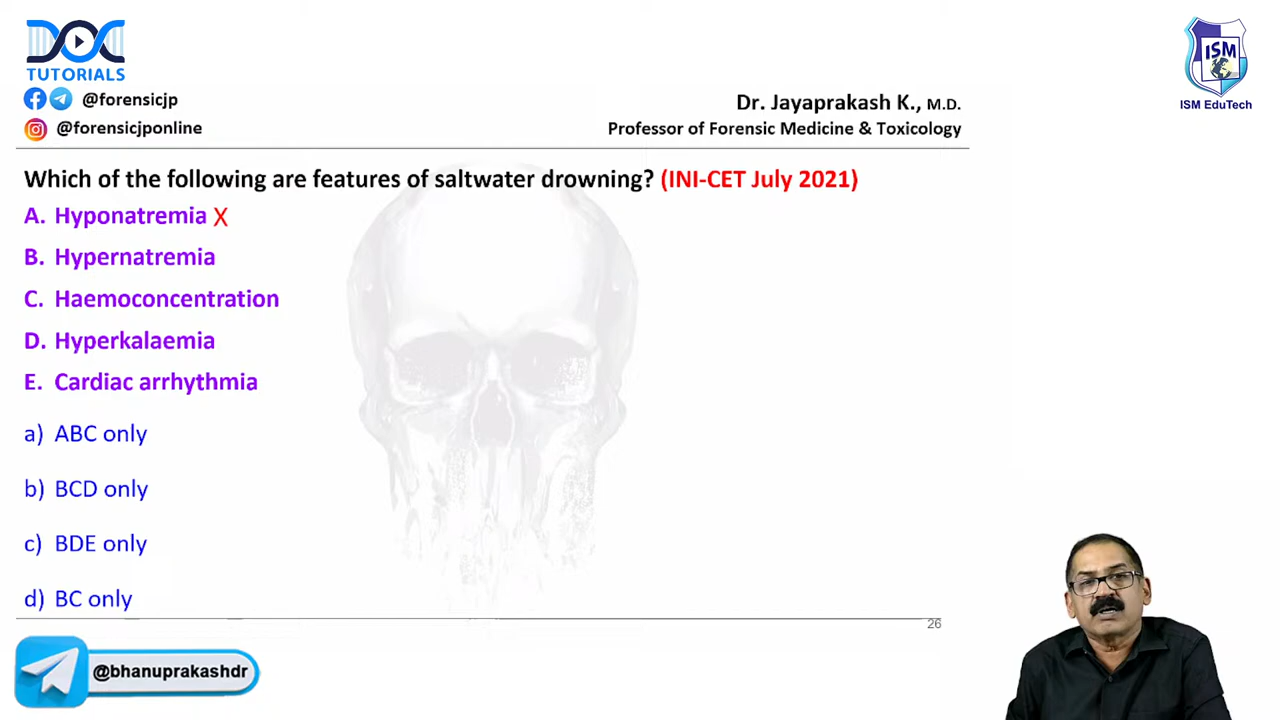 DOC
TUTORIALS
@forensicjp
@forensicjponline
Dr. Jayaprakash K., M.D.
Professor of Forensic Medicine & Toxicology
ISM
ISM EduTech
Which of the following are features of saltwater drowning? (INI-CET July 2021)
A. Hyponatremia X
B. Hypernatremia
C. Haemoconcentration
D. Hyperkalaemia
E. Cardiac arrhythmia
a) ABC only
b) BCD only
c) BDE only
d) BC only
26
@bhanuprakashdr